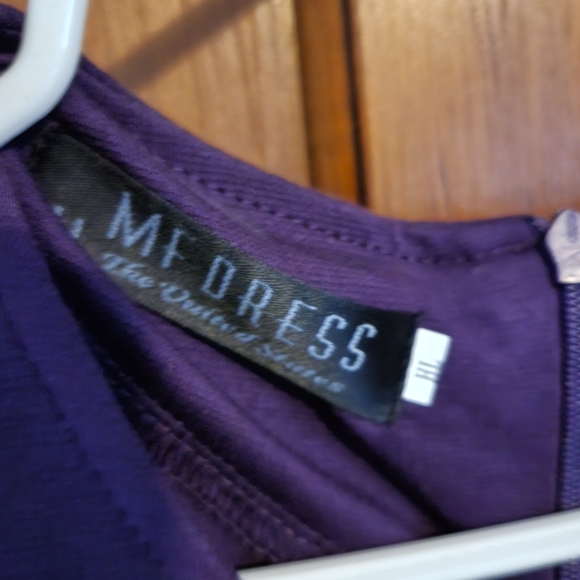 MF DRESS
The United States